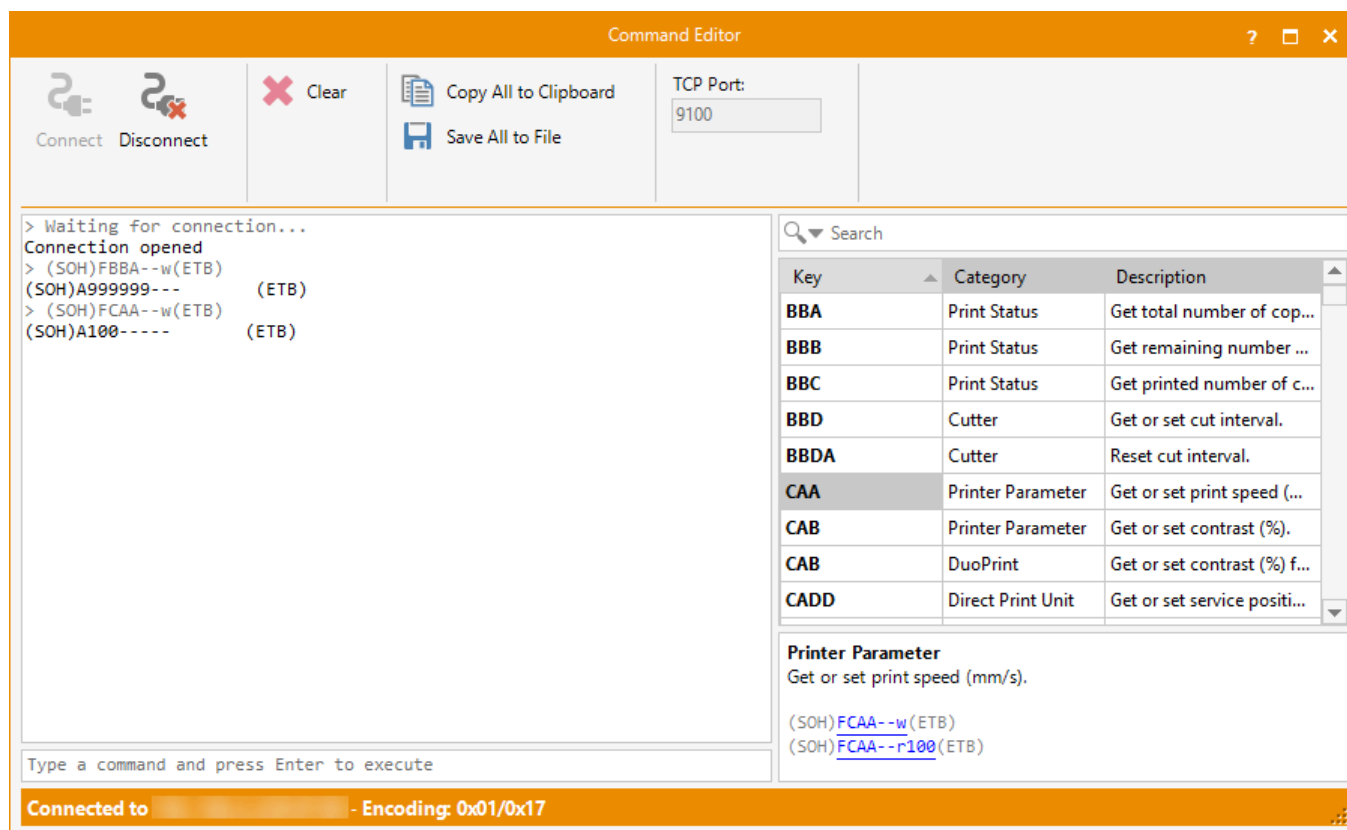 Command Editor
?
Connect
Disconnect
Clear
Copy All to Clipboard
Save All to File
TCP Port:
9100
> Waiting for connection...
Connection opened
> (SOH)FBBA--w(ETB)
(SOH)A999999---       (ETB)
> (SOH)FCAA--w(ETB)
(SOH)A100-----       (ETB)
Type a command and press Enter to execute
Search
Key Category Description
BBA Print Status Get total number of cop...
BBB Print Status Get remaining number ...
BBC Print Status Get printed number of c...
BBD Cutter Get or set cut interval.
BBDA Cutter Reset cut interval.
CAA Printer Parameter Get or set print speed (...
CAB Printer Parameter Get or set contrast (%).
CAB DuoPrint Get or set contrast (%) f...
CADD Direct Print Unit Get or set service positi...
Printer Parameter
Get or set print speed (mm/s).
(SOH)FCAA--w(ETB)
(SOH)FCAA--r100(ETB)
Connected to - Encoding: 0x01/0x17